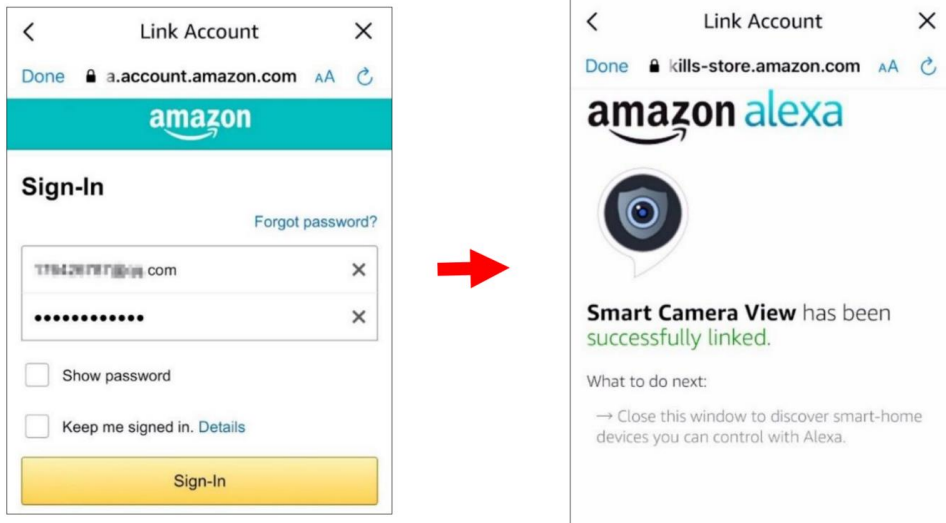 Link Account
Done a.account.amazon.com AA
amazon
Sign-In
Forgot password?
.com
Show password
Keep me signed in. Details
Sign-In
Link Account
Done kills-store.amazon.com AA
amazon alexa
Smart Camera View has been
successfully linked.
What to do next:
→ Close this window to discover smart-home
devices you can control with Alexa.